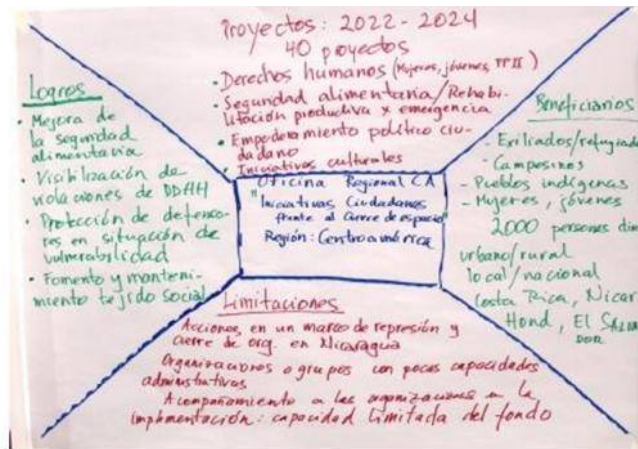 Proyectos: 2022-2024
40 proyectos
• Derechos humanos (Mujeres, jóvenes, PPII)
• Seguridad alimentaria/Rehabi-
litación productiva x emergencia
• Empoderamiento político ciu-
dadano
• Iniciativas culturales
Logros
• Mejora de
la seguridad
alimentaria
• Visibilización de
violaciones de DDHH
• Protección de defenso-
res en situación de
vulnerabilidad
• Fomento y manteni-
miento tejido social
Oficina Regional CA
"Iniciativas Ciudadanas
frente al Cierre de espacio"
Región: Centroamérica
Beneficiarios
- Exiliados/refugiad
- Campesinos
- Pueblos indígenas
- Mujeres, jóvenes
2000 personas di
urbano/rural
local/nacional
Costa Rica, Nicar
Hond, El Salva
dor
Limitaciones
Acciones en un marco de represión y
cierre de org. en Nicaragua
Organizaciones o grupos con pocas capacidades
administrativas
Acompañamiento a las organizaciones en la
implementación: capacidad limitada del fondo